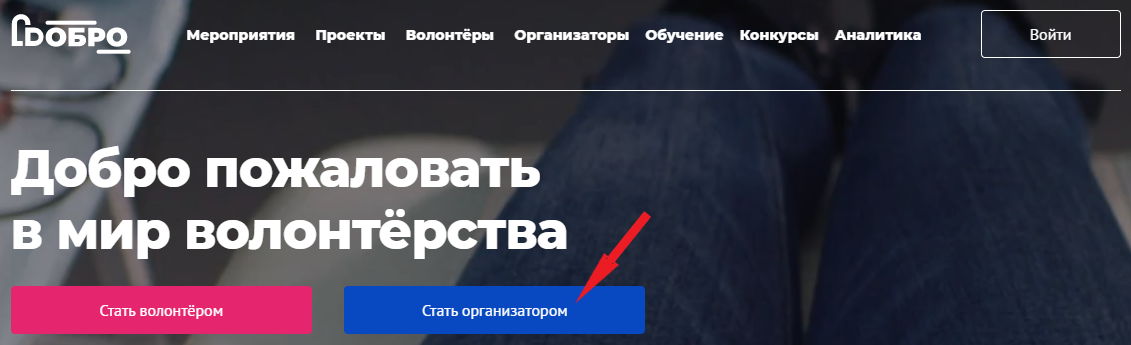 ДОБРО
Мероприятия Проекты Волонтёры Организаторы Обучение Конкурсы Аналитика Войти
Добро пожаловать
в мир волонтёрства
Стать волонтёром Стать организатором